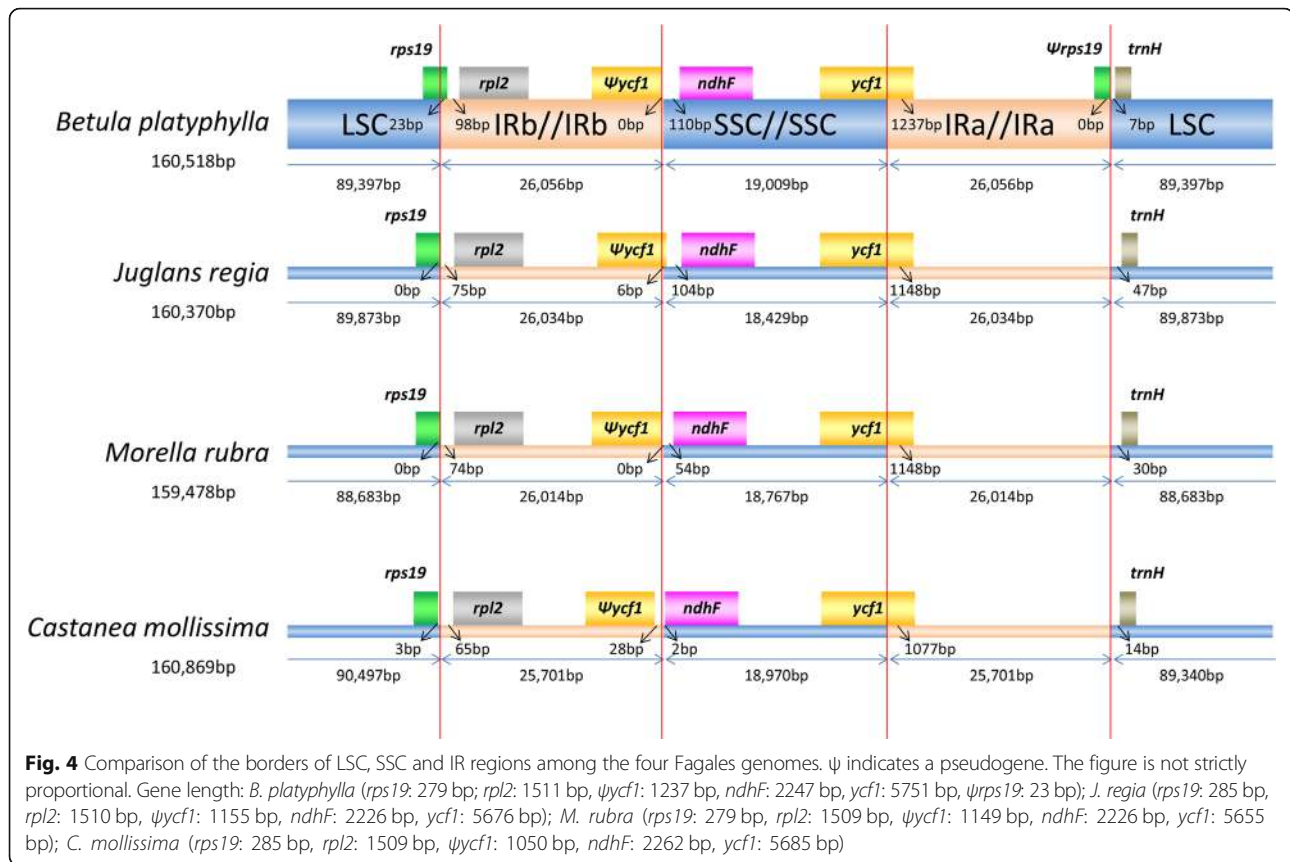 rps19
rpl2
Ψycf1
ndhF
ycf1
Ψrps19
trnH
Betula platyphylla
160,518bp
LSC 23bp 98bp IRb//IRb 0bp 110bp SSC//SSC 1237bp IRa//IRa 0bp 7bp LSC
89,397bp 26,056bp 19,009bp 26,056bp 89,397bp
rps19
rpl2
Ψycf1
ndhF
ycf1
trnH
Juglans regia
160,370bp
0bp 75bp 6bp 104bp 1148bp 47bp
89,873bp 26,034bp 18,429bp 26,034bp 89,873bp
rps19
rpl2
Ψycf1
ndhF
ycf1
trnH
Morella rubra
159,478bp
0bp 74bp 0bp 54bp 1148bp 30bp
88,683bp 26,014bp 18,767bp 26,014bp 88,683bp
rps19
rpl2
Ψycf1
ndhF
ycf1
trnH
Castanea mollissima
160,869bp
3bp 65bp 28bp 2bp 1077bp 14bp
90,497bp 25,701bp 18,970bp 25,701bp 89,340bp
Fig. 4 Comparison of the borders of LSC, SSC and IR regions among the four Fagales genomes. ψ indicates a pseudogene. The figure is not strictly
proportional. Gene length: B. platyphylla (rps19: 279 bp; rpl2: 1511 bp, ψycf1: 1237 bp, ndhF: 2247 bp, ycf1: 5751 bp, ψrps19: 23 bp); J. regia (rps19: 285 bp,
rpl2: 1510 bp, ψycf1: 1155 bp, ndhF: 2226 bp, ycf1: 5676 bp); M. rubra (rps19: 279 bp, rpl2: 1509 bp, ψycf1: 1149 bp, ndhF: 2226 bp, ycf1: 5655
bp); C. mollissima (rps19: 285 bp, rpl2: 1509 bp, ψycf1: 1050 bp, ndhF: 2262 bp, ycf1: 5685 bp)